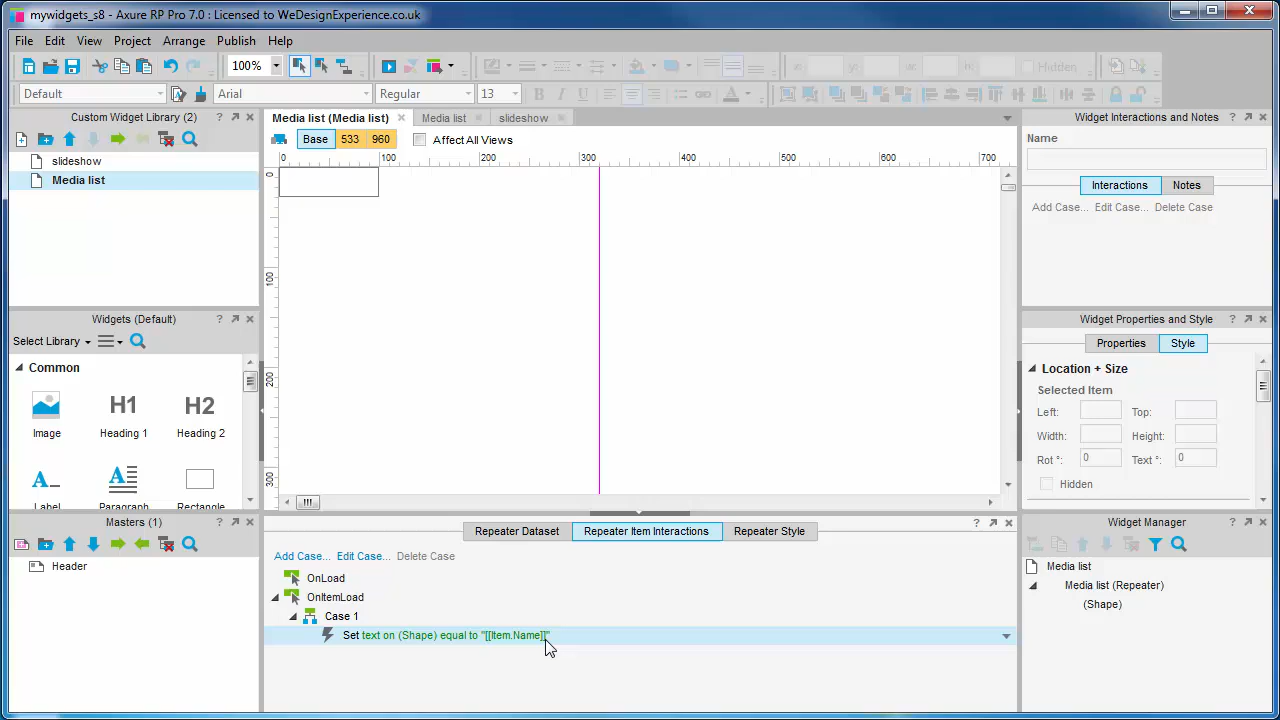 mywidgets_s8 - Axure RP Pro 7.0 : Licensed to WeDesignExperience.co.uk
File Edit View Project Arrange Publish Help
100% x: y: w: h: Hidden
Default Arial Regular 13 B I U
Custom Widget Library (2) ?
slideshow
Media list
Media list (Media list) Media list slideshow
Base 533 960 Affect All Views
0 100 200 300 400 500 600 700
0
100
200
300
Widgets (Default) ?
Select Library
Common
Image Heading 1 Heading 2
H1 H2
Label Paragraph Rectangle
Masters (1) ?
Header
Repeater Dataset Repeater Item Interactions Repeater Style ?
Add Case... Edit Case... Delete Case
OnLoad
OnItemLoad
Case 1
Set text on (Shape) equal to "[[Item.Name]]"
Widget Interactions and Notes ?
Name
Interactions Notes
Add Case... Edit Case... Delete Case
Widget Properties and Style ?
Properties Style
Location + Size
Selected Item
Left: Top:
Width: Height:
Rot °: 0 Text °: 0
Hidden
Widget Manager ?
Media list
Media list (Repeater)
(Shape)